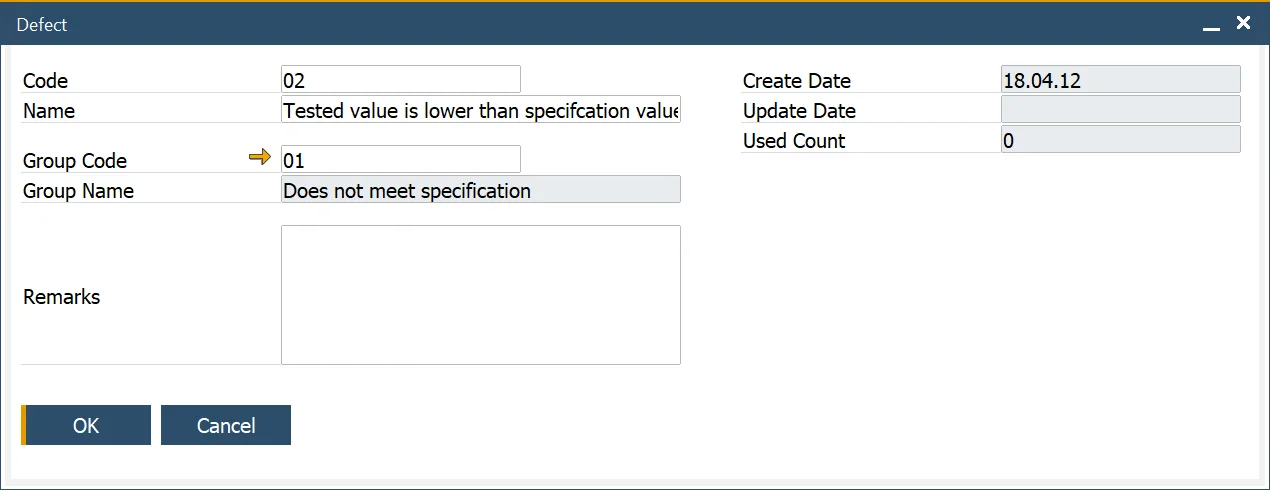 Defect
Code 02
Name Tested value is lower than specifcation value
Group Code 01
Group Name Does not meet specification
Remarks
Create Date 18.04.12
Update Date
Used Count 0
OK Cancel